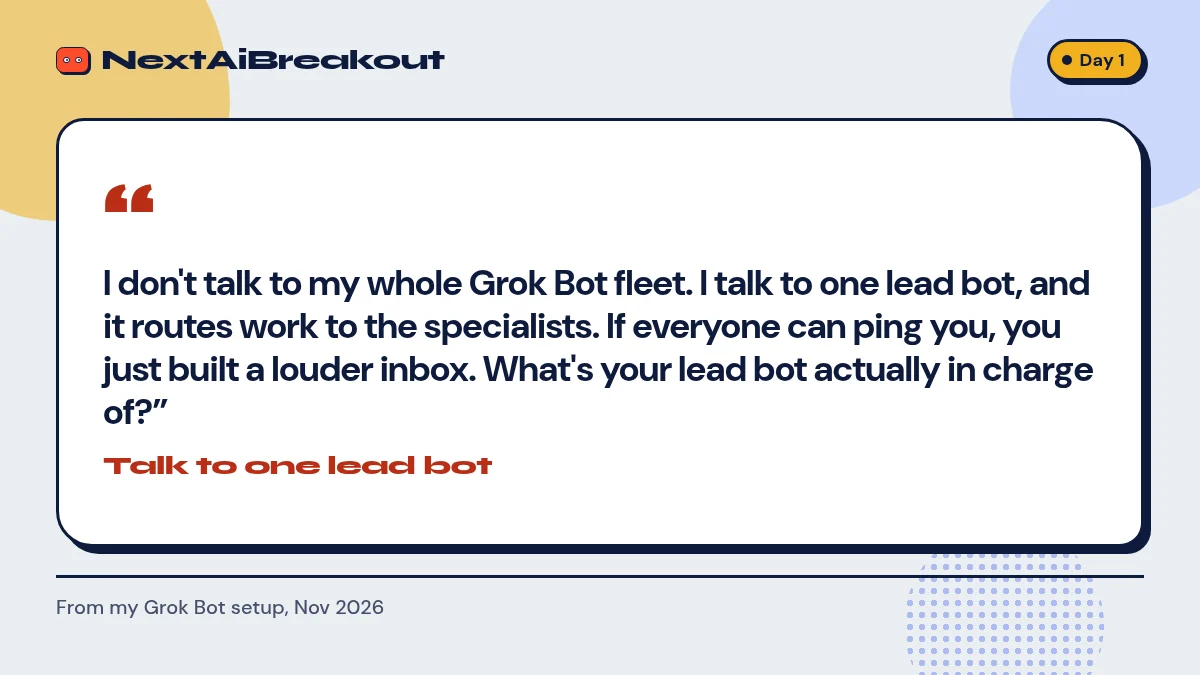 NextAiBreakout
Day 1
“
I don't talk to my whole Grok Bot fleet. I talk to one lead bot, and
it routes work to the specialists. If everyone can ping you, you
just built a louder inbox. What's your lead bot actually in charge
of?”
Talk to one lead bot
From my Grok Bot setup, Nov 2026